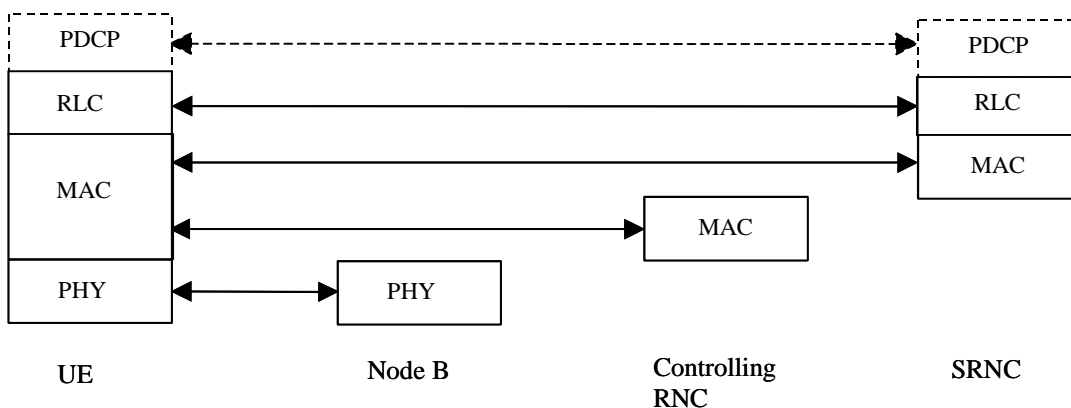 PDCP
PDCP
RLC
RLC
MAC
MAC
MAC
PHY
PHY
UE
Node B
Controlling
RNC
SRNC